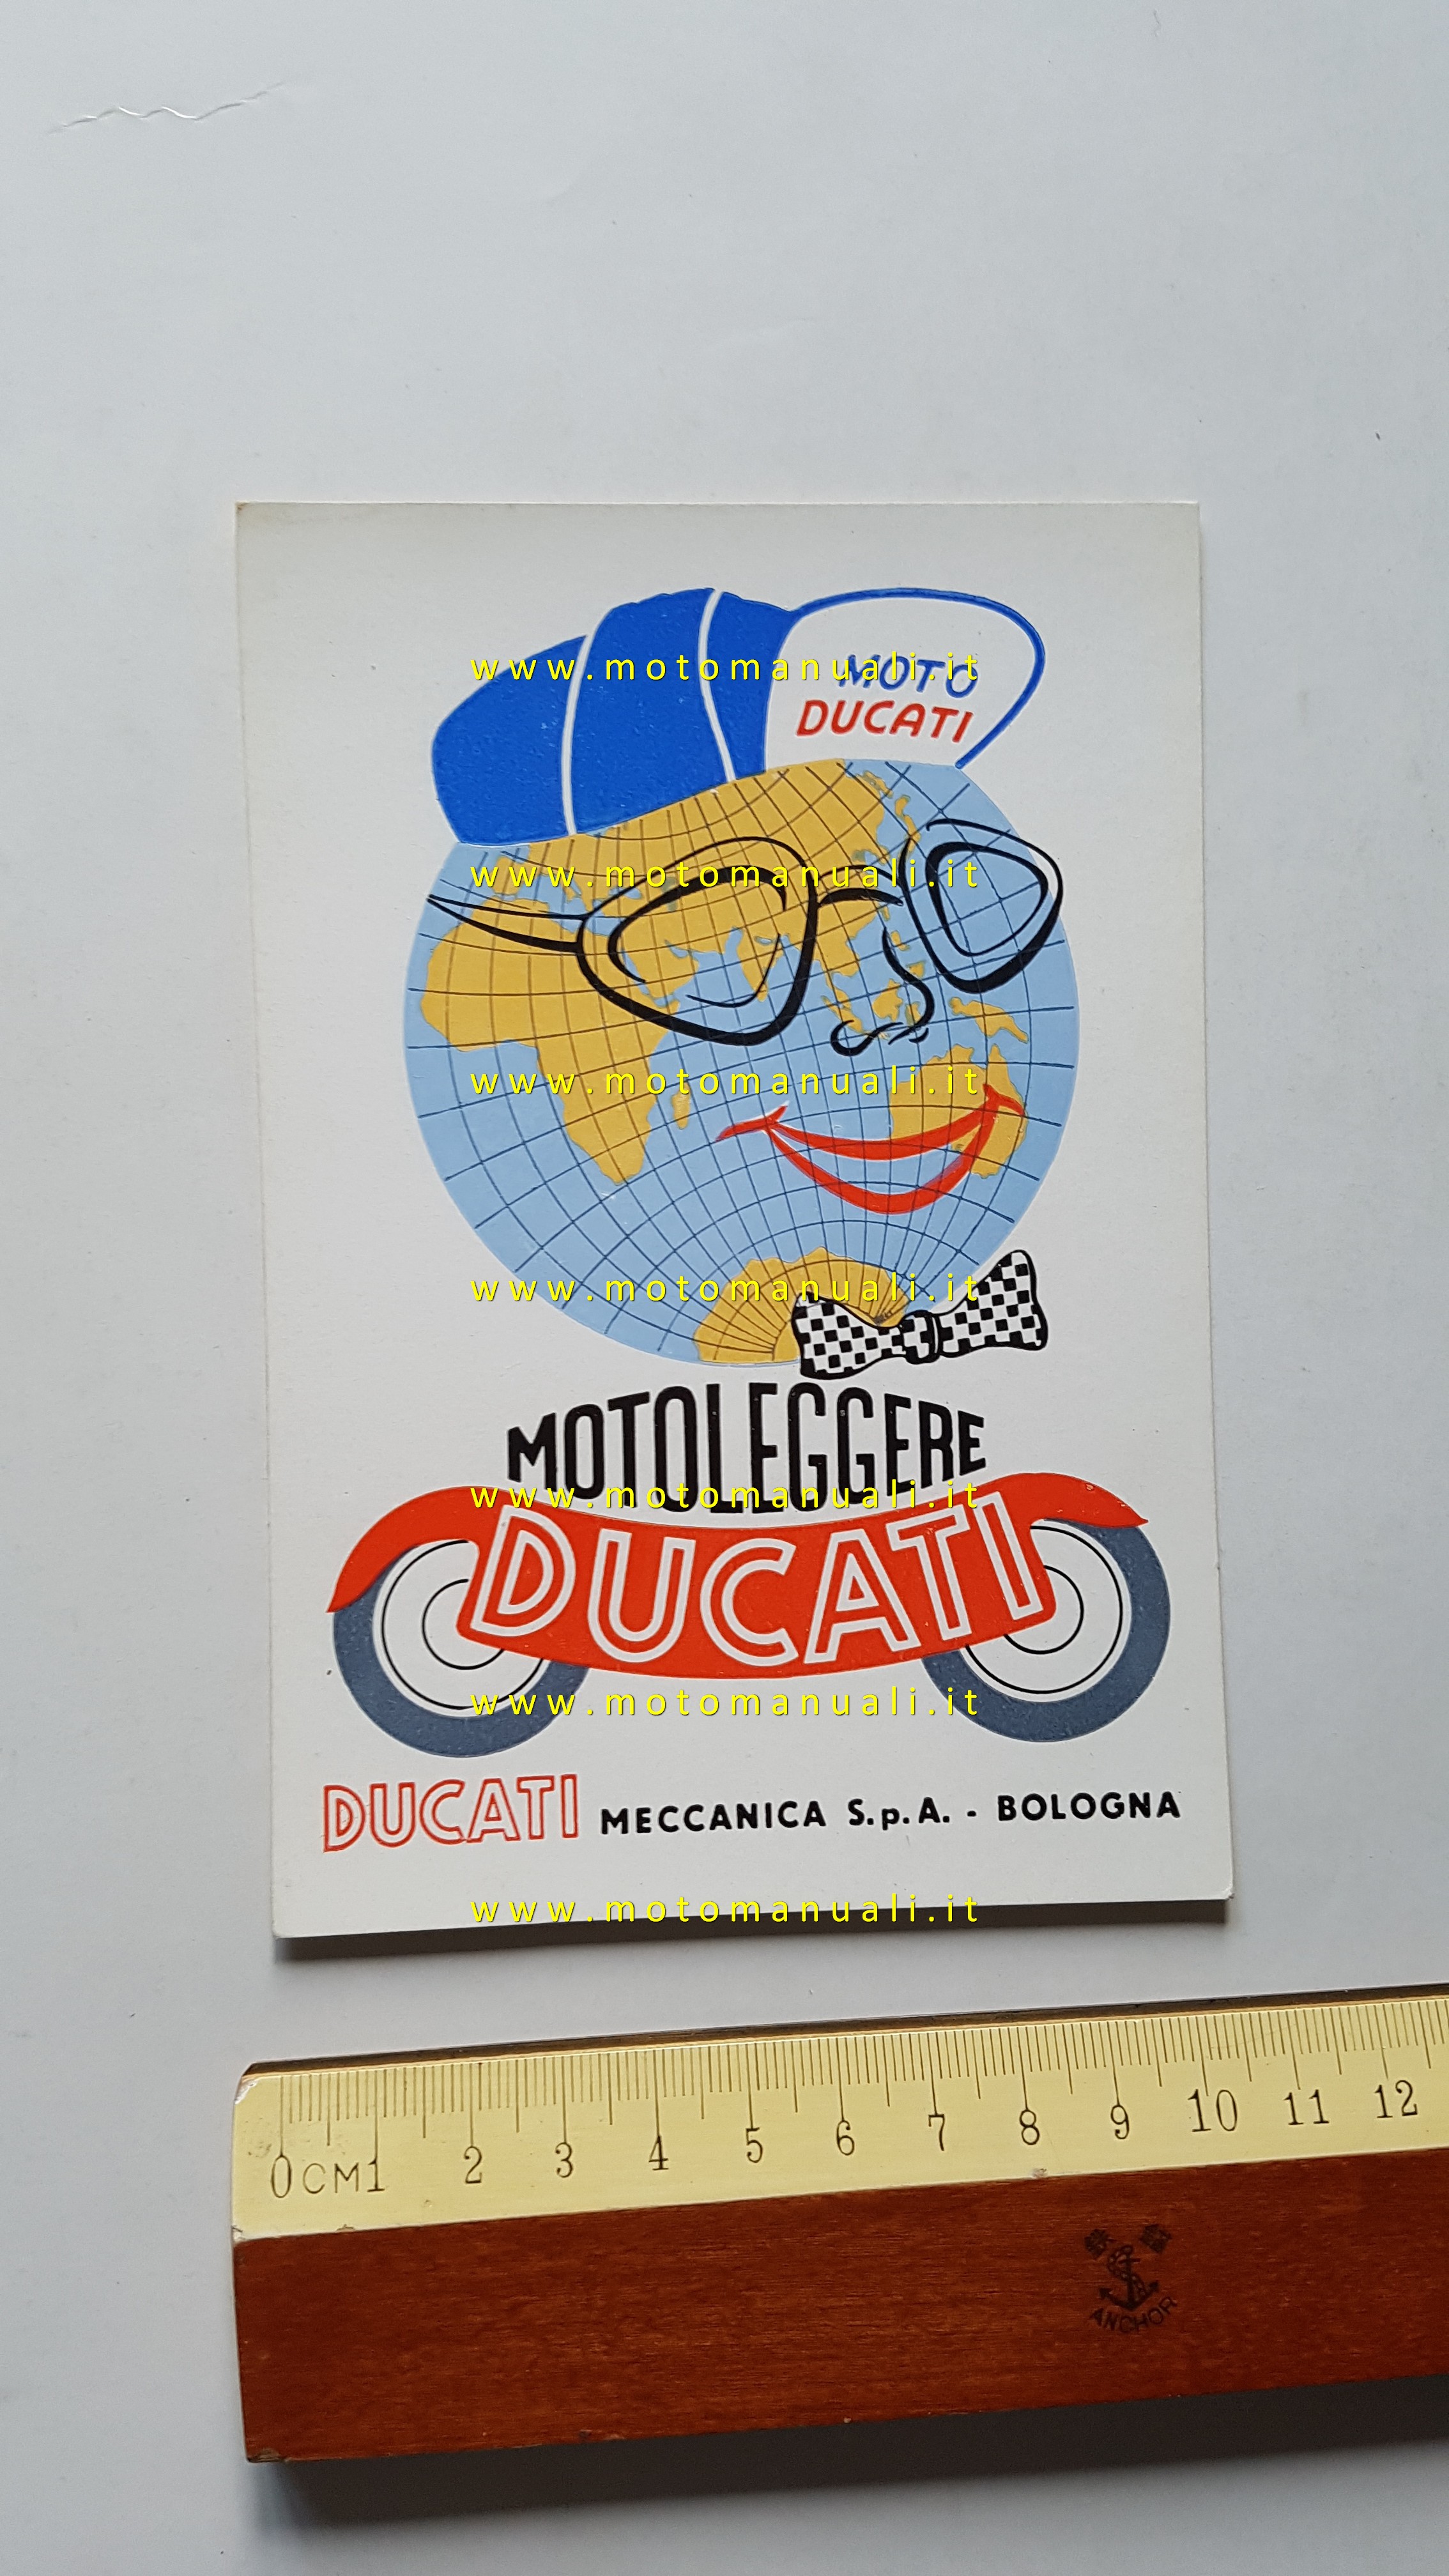 www.motomanuali.it
MOTO
DUCATI
www.motomanuali.it
www.motomanuali.it
www.motomanuali.it
MOTOLEGGERE
www.motomanuali.it
DUCATI
www.motomanuali.it
DUCATI MECCANICA S.p.A. - BOLOGNA
www.motomanuali.it
0 CM 1 2 3 4 5 6 7 8 9 10 11 12
ANCHOR